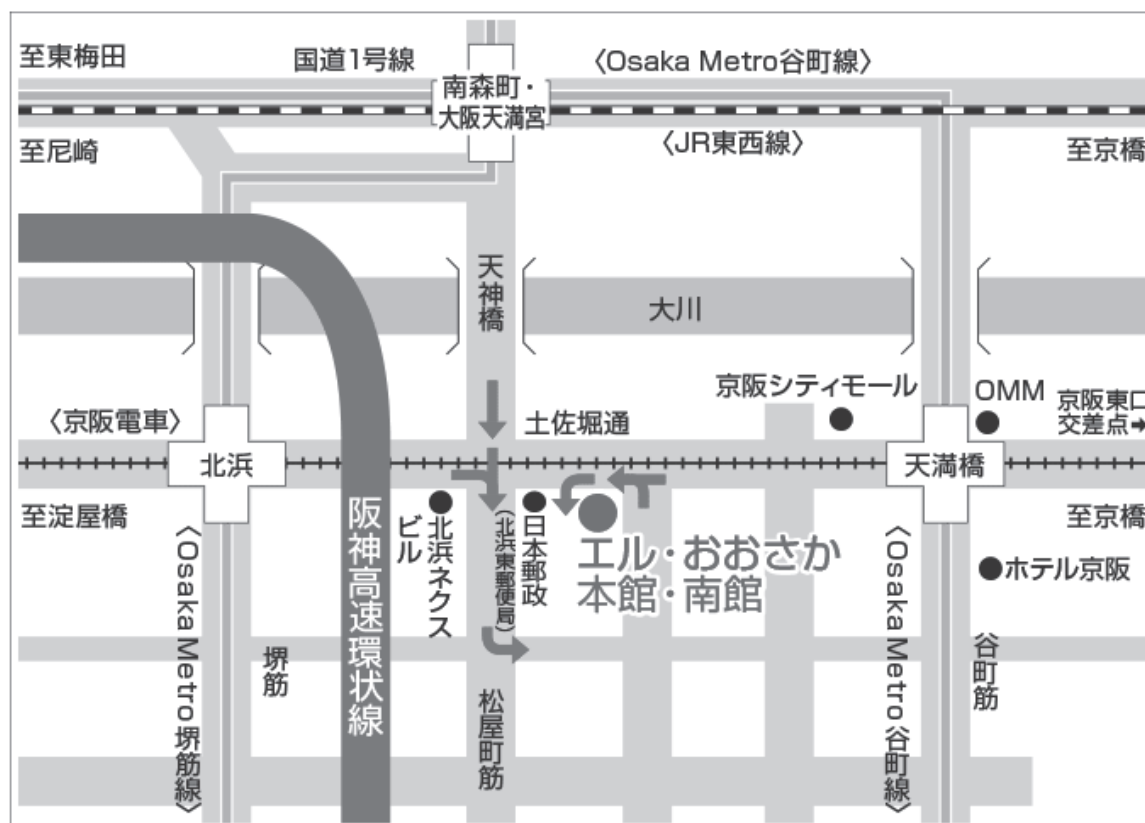 至東梅田
国道1号線
〈Osaka Metro谷町線〉
南森町・
大阪天満宮
至尼崎
〈JR東西線〉
至京橋
天神橋
大川
京阪シティモール
OMM
京阪東口
交差点➜
〈京阪電車〉
土佐堀通
北浜
天満橋
至淀屋橋
至京橋
阪神高速環状線
北浜ネクス
ビル
(北浜東郵便局)
日本郵政
エル・おおさか
本館・南館
ホテル京阪
〈Osaka Metro堺筋線〉
堺筋
松屋町筋
〈Osaka Metro谷町線〉
谷町筋